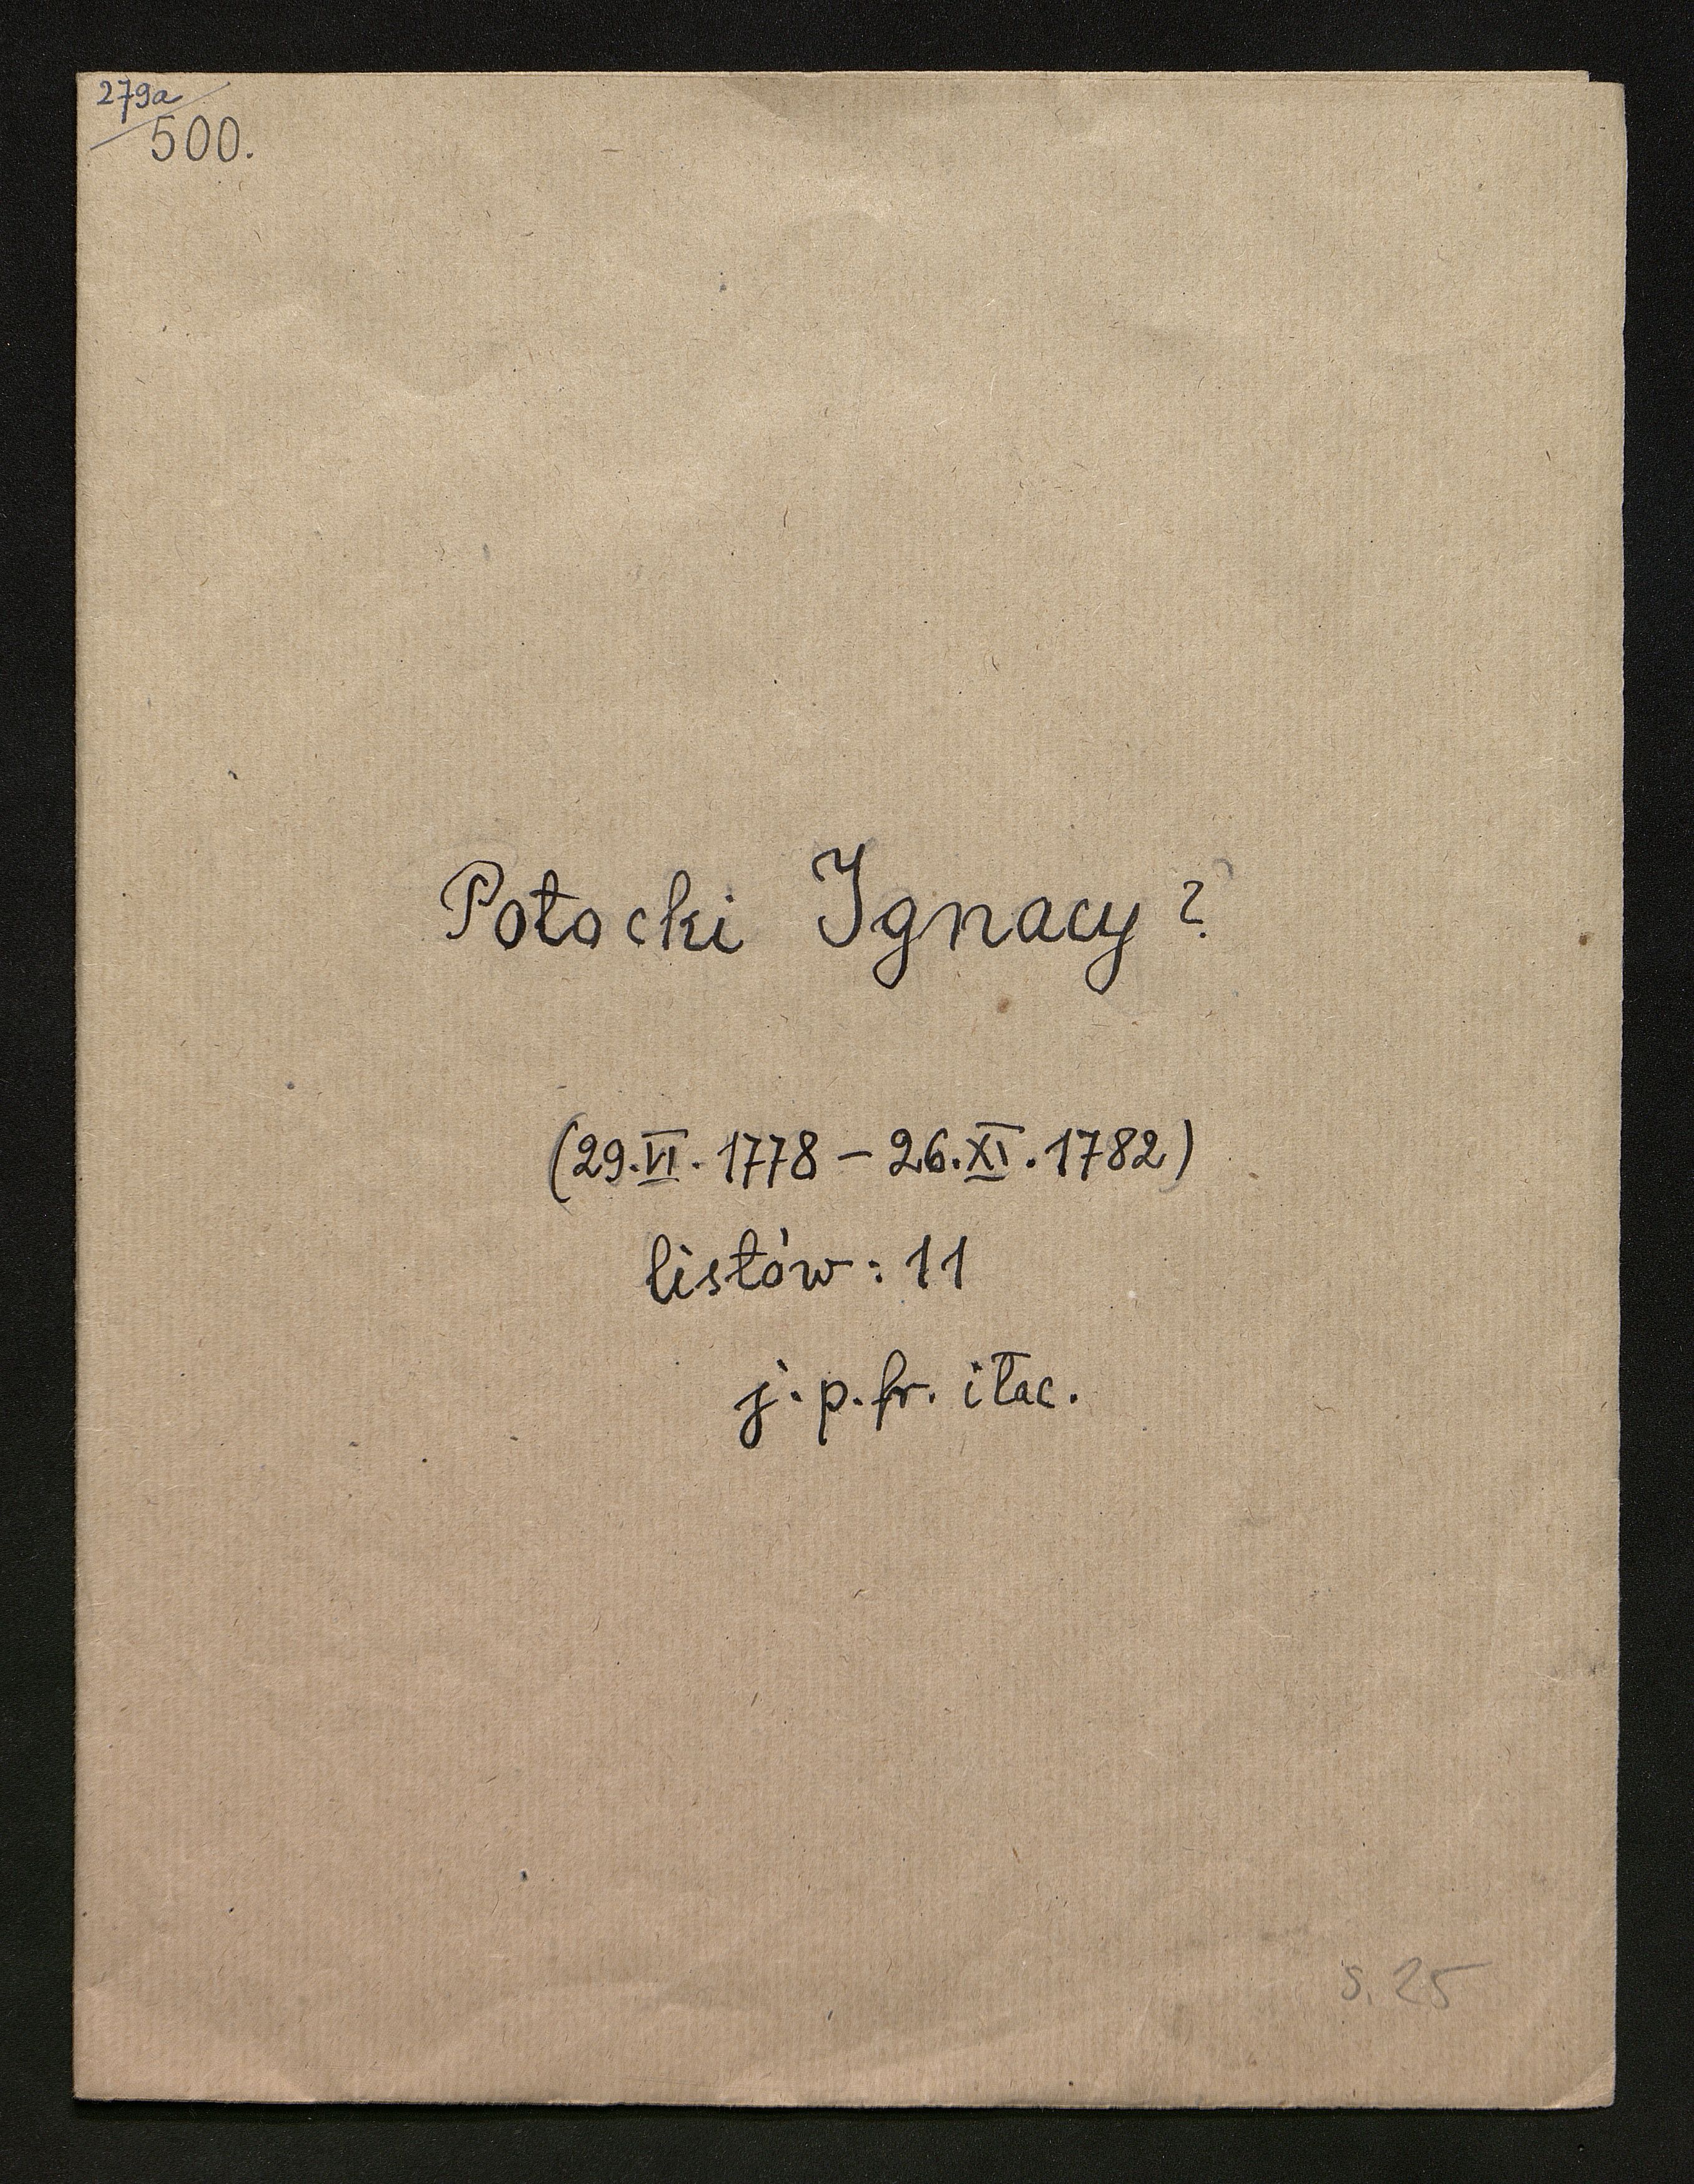 279a
500.
Potocki Ignacy?
(29.VI.1778 – 26.XI.1782)
listów: 11
j. p. fr. i łac.
s. 25